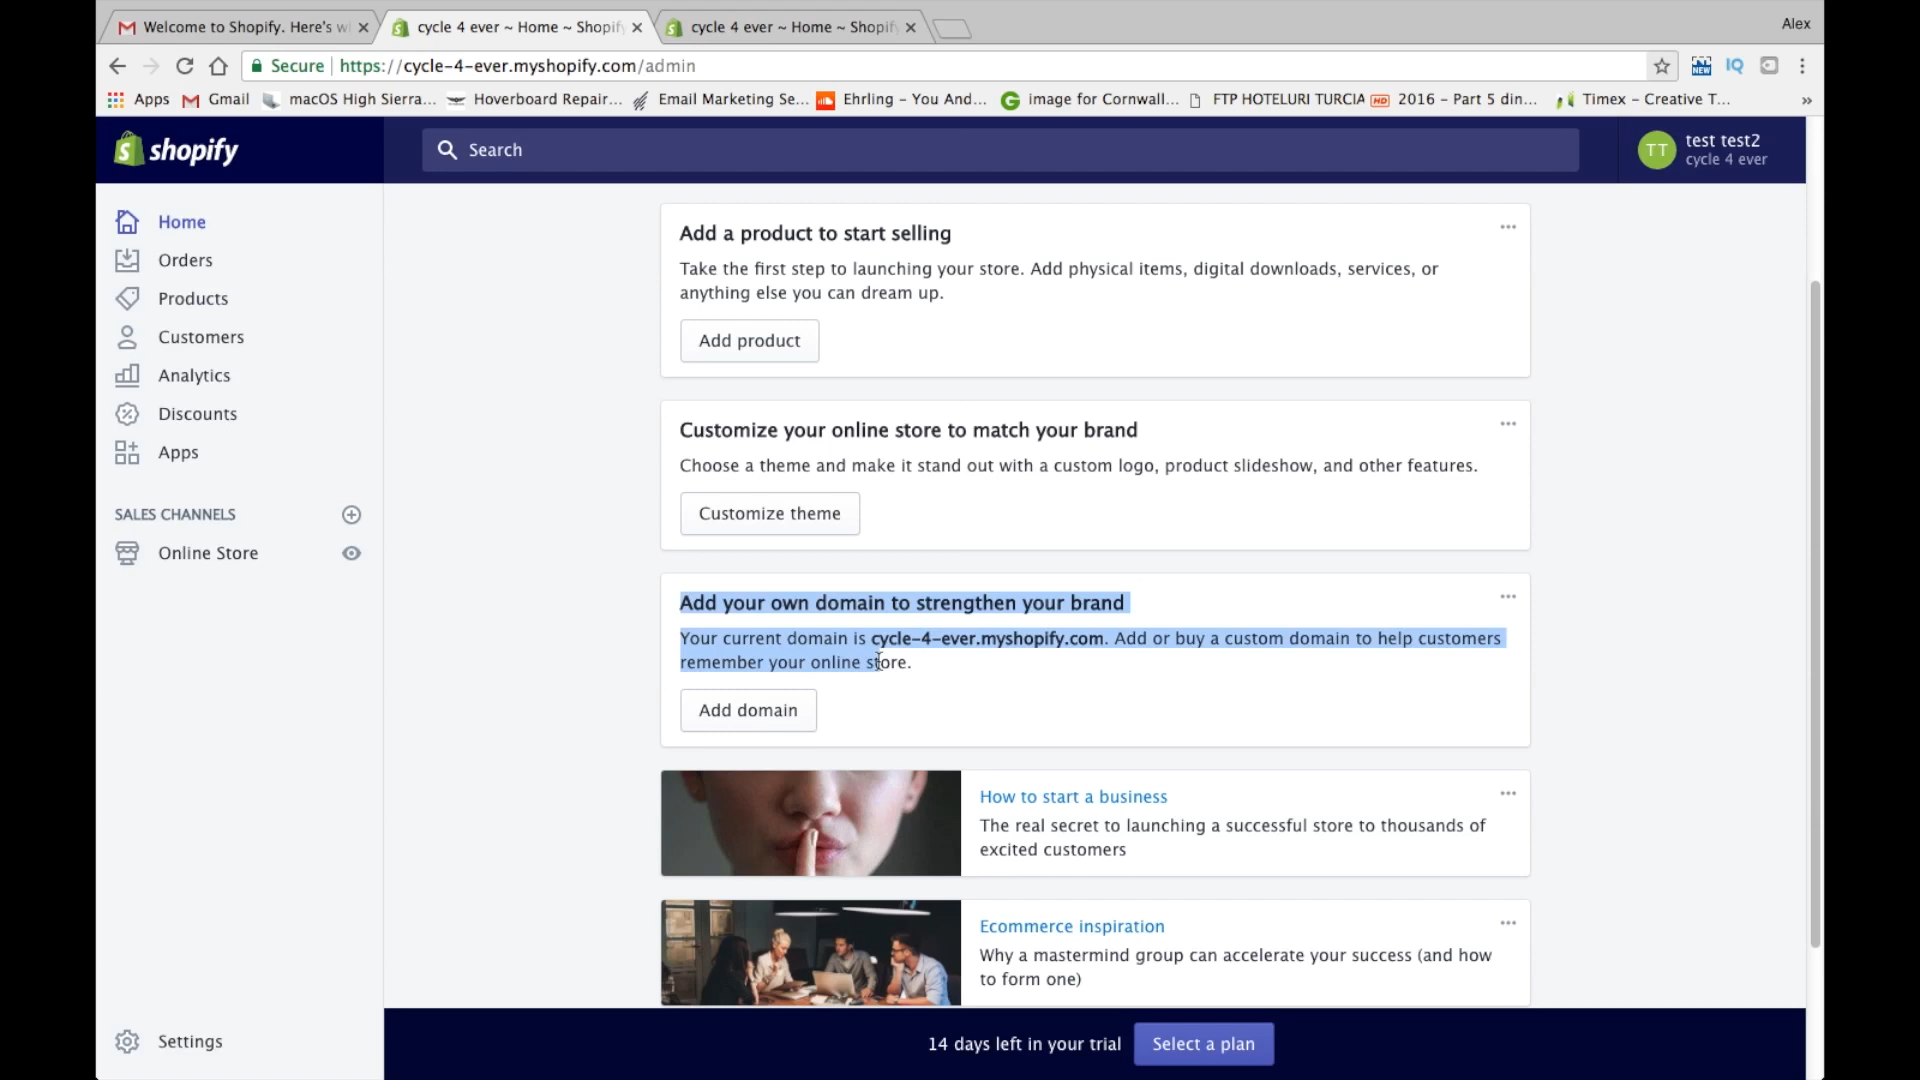 Welcome to Shopify. Here's w
cycle 4 ever ~ Home ~ Shopify
cycle 4 ever ~ Home ~ Shopify
Alex
Secure https://cycle-4-ever.myshopify.com/admin
NEW
IQ
Apps
Gmail
macOS High Sierra...
Hoverboard Repair...
Email Marketing Se...
Ehrling - You And...
image for Cornwall...
FTP HOTELURI TURCIA
HD
2016 - Part 5 din...
Timex - Creative T...
»
shopify
Search
TT
test test2
cycle 4 ever
Home
Orders
Products
Customers
Analytics
Discounts
Apps
SALES CHANNELS
Online Store
Settings
Add a product to start selling
Take the first step to launching your store. Add physical items, digital downloads, services, or
anything else you can dream up.
Add product
Customize your online store to match your brand
Choose a theme and make it stand out with a custom logo, product slideshow, and other features.
Customize theme
Add your own domain to strengthen your brand
Your current domain is cycle-4-ever.myshopify.com. Add or buy a custom domain to help customers
remember your online store.
Add domain
How to start a business
The real secret to launching a successful store to thousands of
excited customers
Ecommerce inspiration
Why a mastermind group can accelerate your success (and how
to form one)
14 days left in your trial
Select a plan